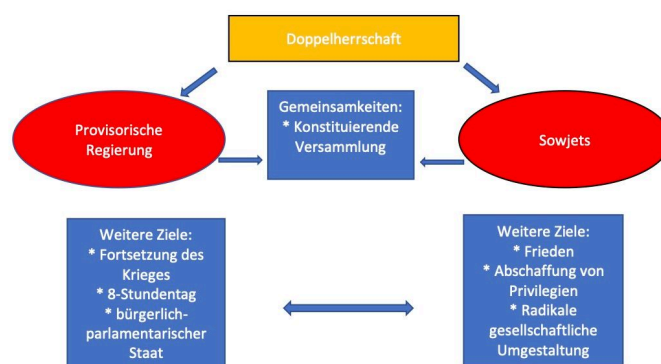 Doppelherrschaft
Provisorische
Regierung
Gemeinsamkeiten:
* Konstituierende
Versammlung
Sowjets
Weitere Ziele:
* Fortsetzung des
Krieges
* 8-Stundentag
* bürgerlich-
parlamentarischer
Staat
Weitere Ziele:
* Frieden
* Abschaffung von
Privilegien
* Radikale
gesellschaftliche
Umgestaltung